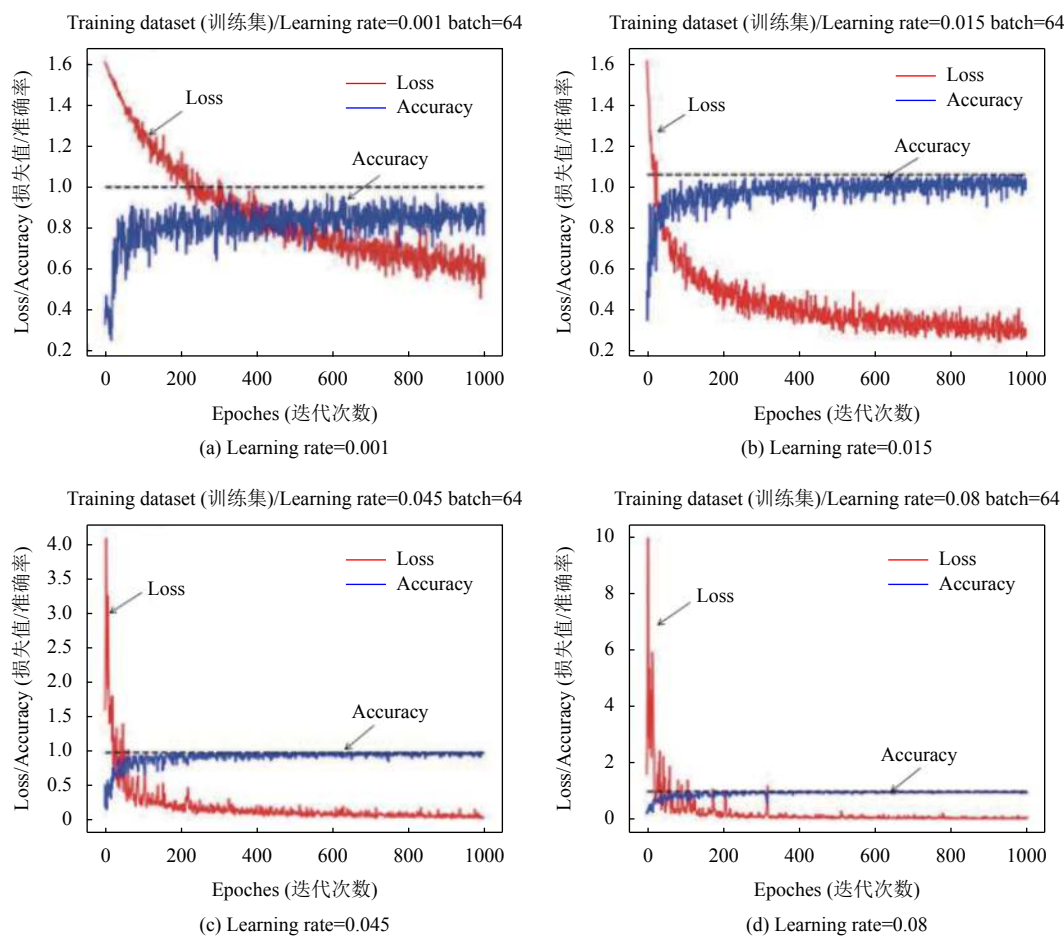 Training dataset (训练集)/Learning rate=0.001 batch=64
1.6
1.4
1.2
1.0
0.8
0.6
0.4
0.2
Loss/Accuracy (损失值/准确率)
Loss
Accuracy
Loss
Accuracy
0 200 400 600 800 1000
Epoches (迭代次数)
(a) Learning rate=0.001
Training dataset (训练集)/Learning rate=0.015 batch=64
1.6
1.4
1.2
1.0
0.8
0.6
0.4
0.2
Loss/Accuracy (损失值/准确率)
Loss
Accuracy
Loss
Accuracy
0 200 400 600 800 1000
Epoches (迭代次数)
(b) Learning rate=0.015
Training dataset (训练集)/Learning rate=0.045 batch=64
4.0
3.5
3.0
2.5
2.0
1.5
1.0
0.5
0
Loss/Accuracy (损失值/准确率)
Loss
Accuracy
Loss
Accuracy
0 200 400 600 800 1000
Epoches (迭代次数)
(c) Learning rate=0.045
Training dataset (训练集)/Learning rate=0.08 batch=64
10
8
6
4
2
0
Loss/Accuracy (损失值/准确率)
Loss
Accuracy
Loss
Accuracy
0 200 400 600 800 1000
Epoches (迭代次数)
(d) Learning rate=0.08